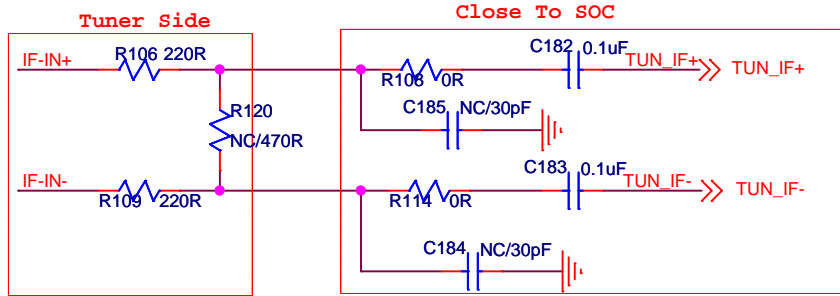 Tuner Side
Close To SOC
IF-IN+
R106 220R
R108 0R
C182 0.1uF
TUN_IF+
TUN_IF+
R120
NC/470R
C185 NC/30pF
IF-IN-
R109 220R
R114 0R
C183 0.1uF
TUN_IF-
TUN_IF-
C184 NC/30pF